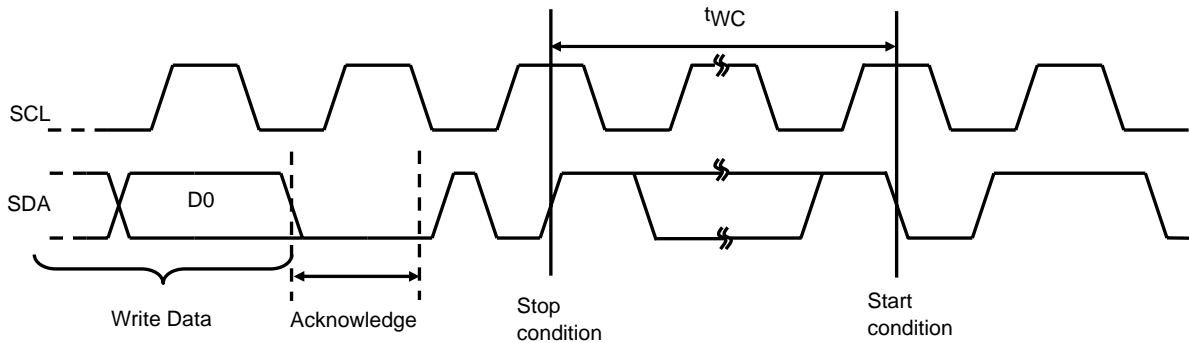 tWC
SCL
SDA
D0
Write Data
Acknowledge
Stop
condition
Start
condition